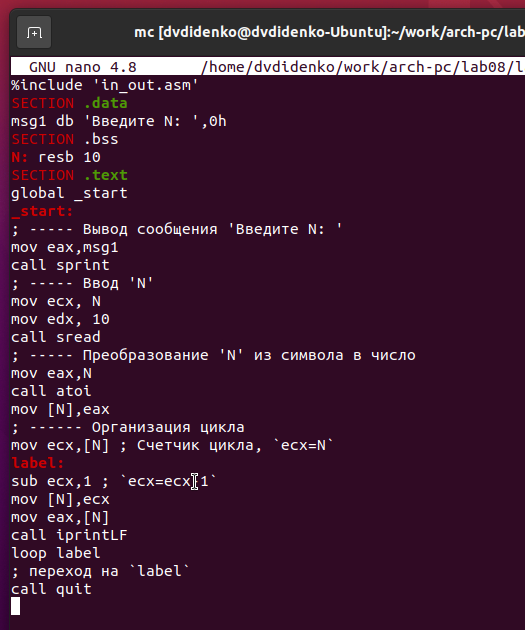 mc [dvdidenko@dvdidenko-Ubuntu]:~/work/arch-pc/lab
GNU nano 4.8 /home/dvdidenko/work/arch-pc/lab08/l
%include 'in_out.asm'
SECTION .data
msg1 db 'Введите N: ',0h
SECTION .bss
N: resb 10
SECTION .text
global _start
_start:
; ----- Вывод сообщения 'Введите N: '
mov eax,msg1
call sprint
; ----- Ввод 'N'
mov ecx, N
mov edx, 10
call sread
; ----- Преобразование 'N' из символа в число
mov eax,N
call atoi
mov [N],eax
; ------ Организация цикла
mov ecx,[N] ; Счетчик цикла, `ecx=N`
label:
sub ecx,1 ; `ecx=ecx-1`
mov [N],ecx
mov eax,[N]
call iprintLF
loop label
; переход на `label`
call quit